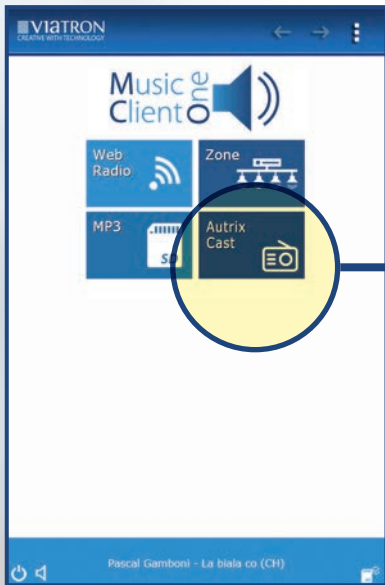 VIATRON
CREATIVE WITH TECHNOLOGY
Music
Client One
Web
Radio
Zone
MP3
SD
Autrix
Cast
Pascal Gamboni - La biala co (CH)